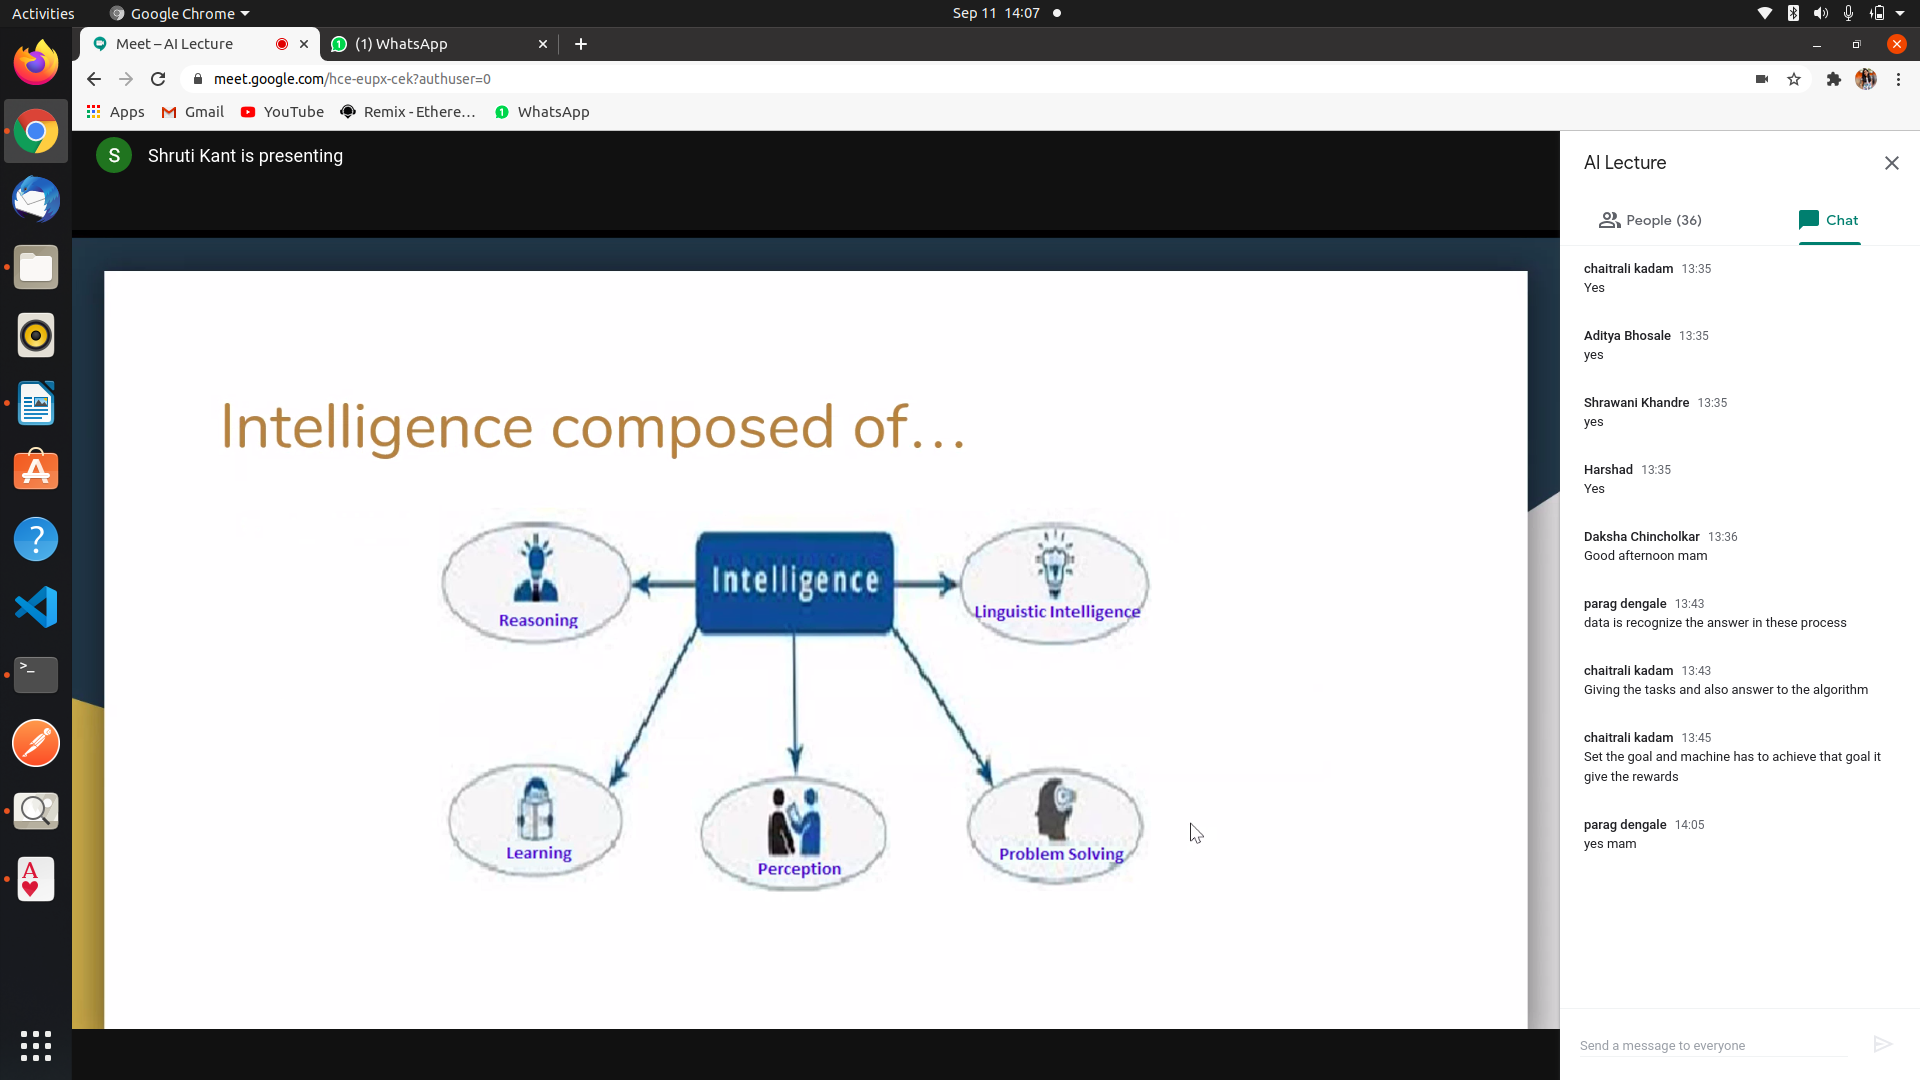 Activities
Google Chrome
Sep 11 14:07
Meet – AI Lecture
(1) WhatsApp
meet.google.com/hce-eupx-cek?authuser=0
Apps
Gmail
YouTube
Remix - Ethere…
WhatsApp
S
Shruti Kant is presenting
Intelligence composed of…
Intelligence
Reasoning
Linguistic Intelligence
Learning
Perception
Problem Solving
AI Lecture
People (36)
Chat
chaitrali kadam 13:35
Yes
Aditya Bhosale 13:35
yes
Shrawani Khandre 13:35
yes
Harshad 13:35
Yes
Daksha Chincholkar 13:36
Good afternoon mam
parag dengale 13:43
data is recognize the answer in these process
chaitrali kadam 13:43
Giving the tasks and also answer to the algorithm
chaitrali kadam 13:45
Set the goal and machine has to achieve that goal it
give the rewards
parag dengale 14:05
yes mam
Send a message to everyone